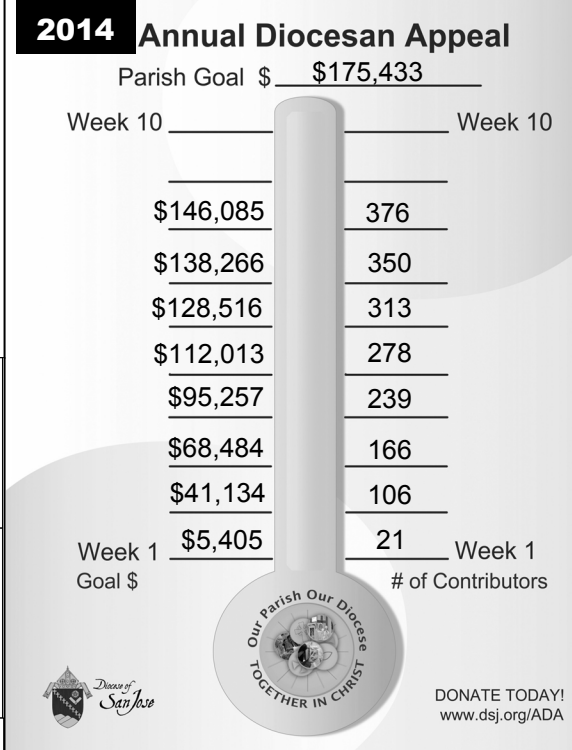 2014 Annual Diocesan Appeal
Parish Goal $ $175,433
Week 10 Week 10
$146,085 376
$138,266 350
$128,516 313
$112,013 278
$95,257 239
$68,484 166
$41,134 106
Week 1 $5,405 21 Week 1
Goal $ # of Contributors
Our Parish Our Diocese
TOGETHER IN CHRIST
Diocese of
San Jose
DONATE TODAY!
www.dsj.org/ADA